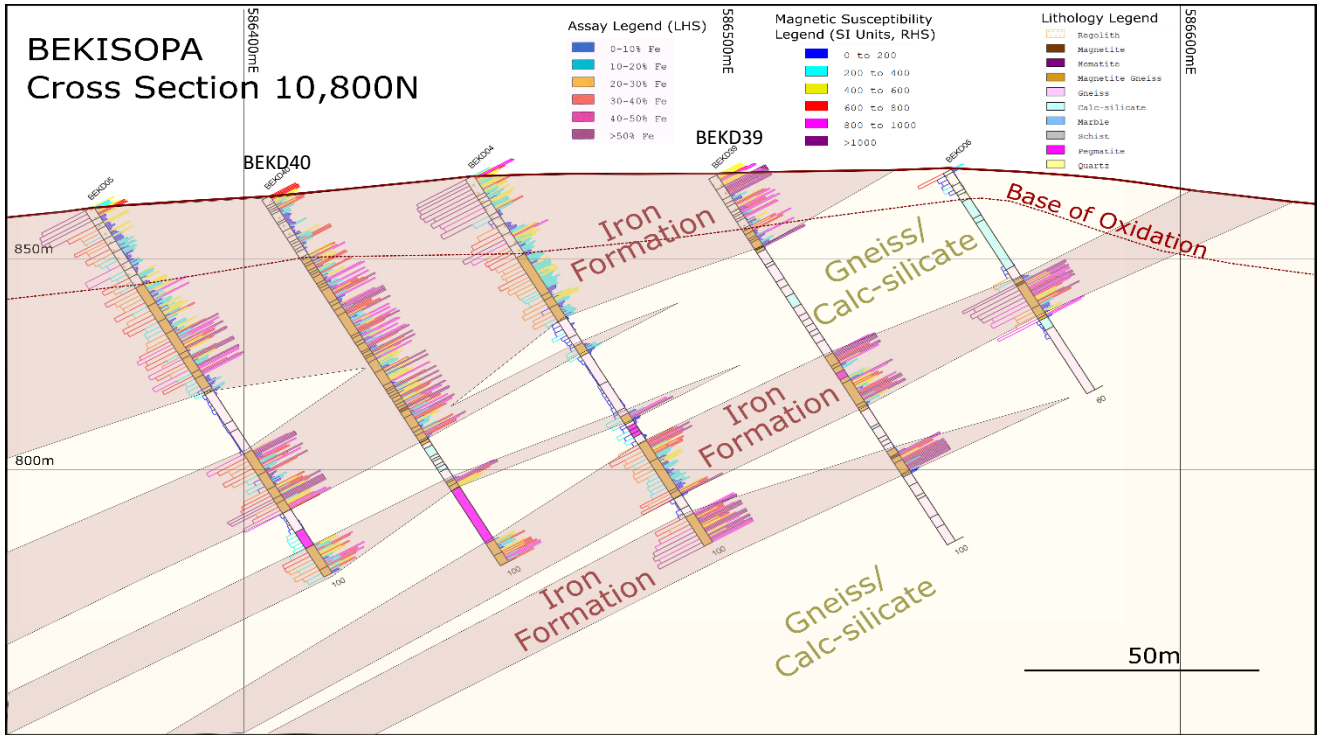 BEKISOPA
Cross Section 10,800N
586400mE
586500mE
586600mE
Assay Legend (LHS)
0-10% Fe
10-20% Fe
20-30% Fe
30-40% Fe
40-50% Fe
>50% Fe
Magnetic Susceptibility
Legend (SI Units, RHS)
0 to 200
200 to 400
400 to 600
600 to 800
800 to 1000
>1000
Lithology Legend
Regolith
Magnetite
Hematite
Magnetite Gneiss
Gneiss
Calc-silicate
Marble
Schist
Pegmatite
Quartz
BEKD05
BEKD40
BEKD40
BEKD04
BEKD39
BEKD39
BEKD06
850m
800m
Iron
Formation
Gneiss/
Calc-silicate
Base of Oxidation
Iron
Formation
Iron
Formation
Gneiss/
Calc-silicate
60
100
100
100
100
50m